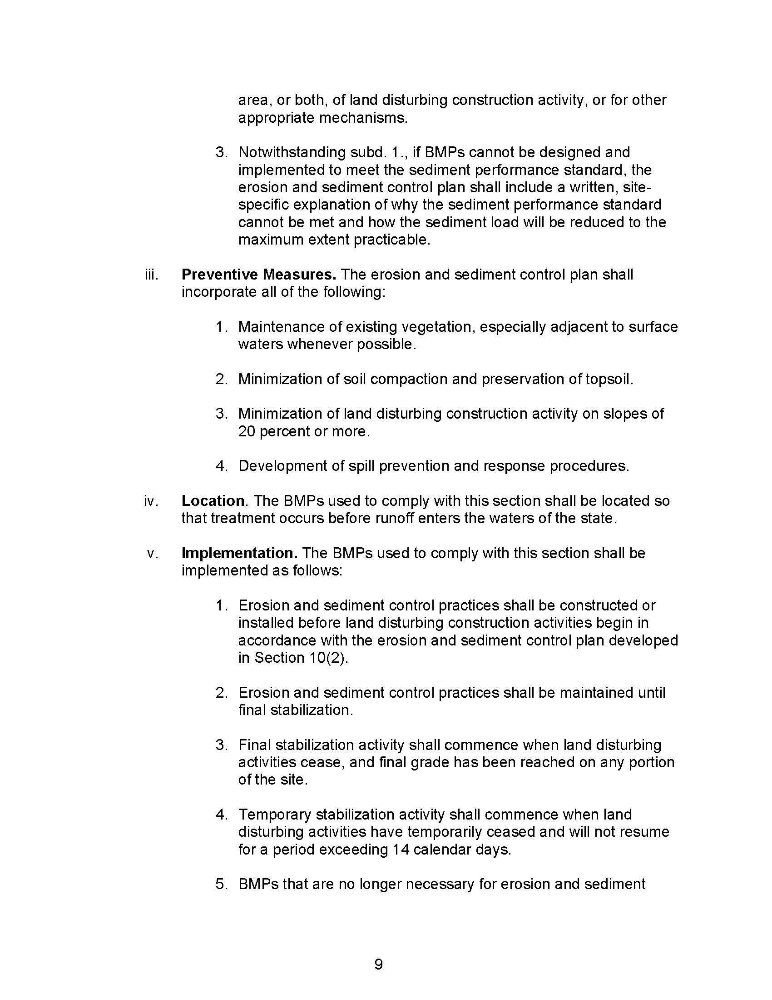 area, or both, of land disturbing construction activity, or for other
appropriate mechanisms.
3. Notwithstanding subd. 1., if BMPs cannot be designed and
implemented to meet the sediment performance standard, the
erosion and sediment control plan shall include a written, site-
specific explanation of why the sediment performance standard
cannot be met and how the sediment load will be reduced to the
maximum extent practicable.
iii. Preventive Measures. The erosion and sediment control plan shall
incorporate all of the following:
1. Maintenance of existing vegetation, especially adjacent to surface
waters whenever possible.
2. Minimization of soil compaction and preservation of topsoil.
3. Minimization of land disturbing construction activity on slopes of
20 percent or more.
4. Development of spill prevention and response procedures.
iv. Location. The BMPs used to comply with this section shall be located so
that treatment occurs before runoff enters the waters of the state.
v. Implementation. The BMPs used to comply with this section shall be
implemented as follows:
1. Erosion and sediment control practices shall be constructed or
installed before land disturbing construction activities begin in
accordance with the erosion and sediment control plan developed
in Section 10(2).
2. Erosion and sediment control practices shall be maintained until
final stabilization.
3. Final stabilization activity shall commence when land disturbing
activities cease, and final grade has been reached on any portion
of the site.
4. Temporary stabilization activity shall commence when land
disturbing activities have temporarily ceased and will not resume
for a period exceeding 14 calendar days.
5. BMPs that are no longer necessary for erosion and sediment
9